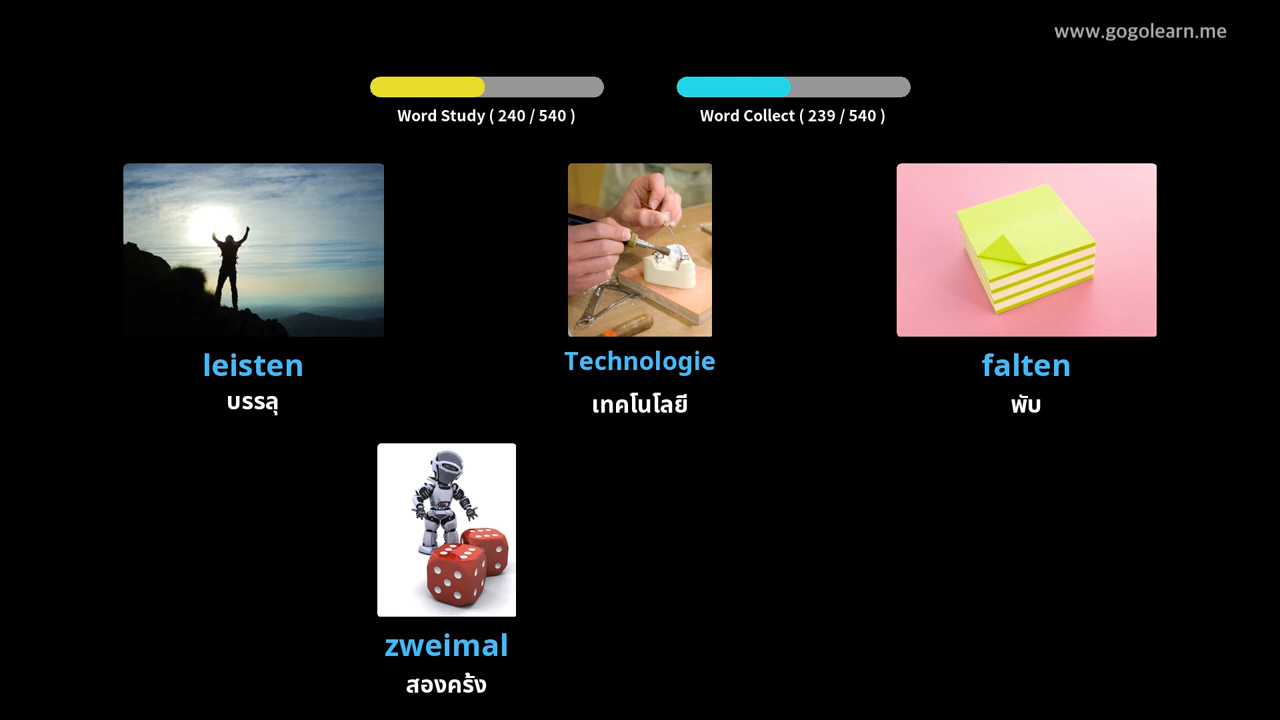 www.gogolearn.me
Word Study ( 240 / 540 )
Word Collect ( 239 / 540 )
leisten
บรรลุ
Technologie
เทคโนโลยี
falten
พับ
zweimal
สองครั้ง